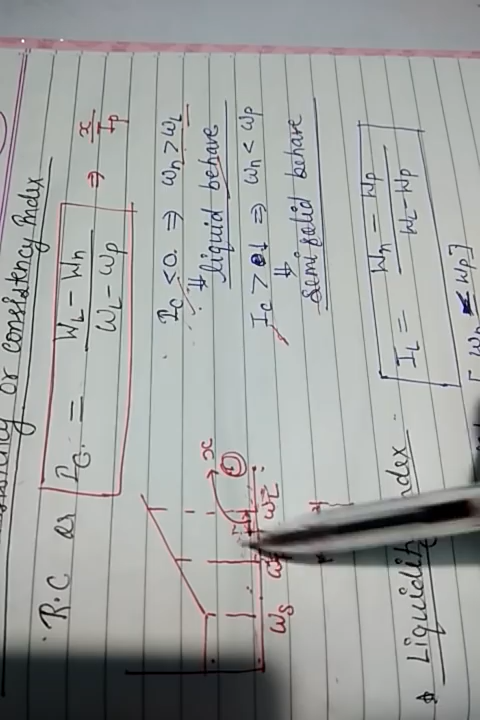 or consistency index
R.C or I_C = (W_L - W_n) / (W_L - W_P) ⇒ x / I_P
I_C < 0 ⇒ W_n > W_L
⇓
liquid behave
I_C > 1 ⇒ W_n < W_P
⇓
semi solid behave
x
W_S
W_L
Liquidity index
I_L = (W_n - W_P) / (W_L - W_P)